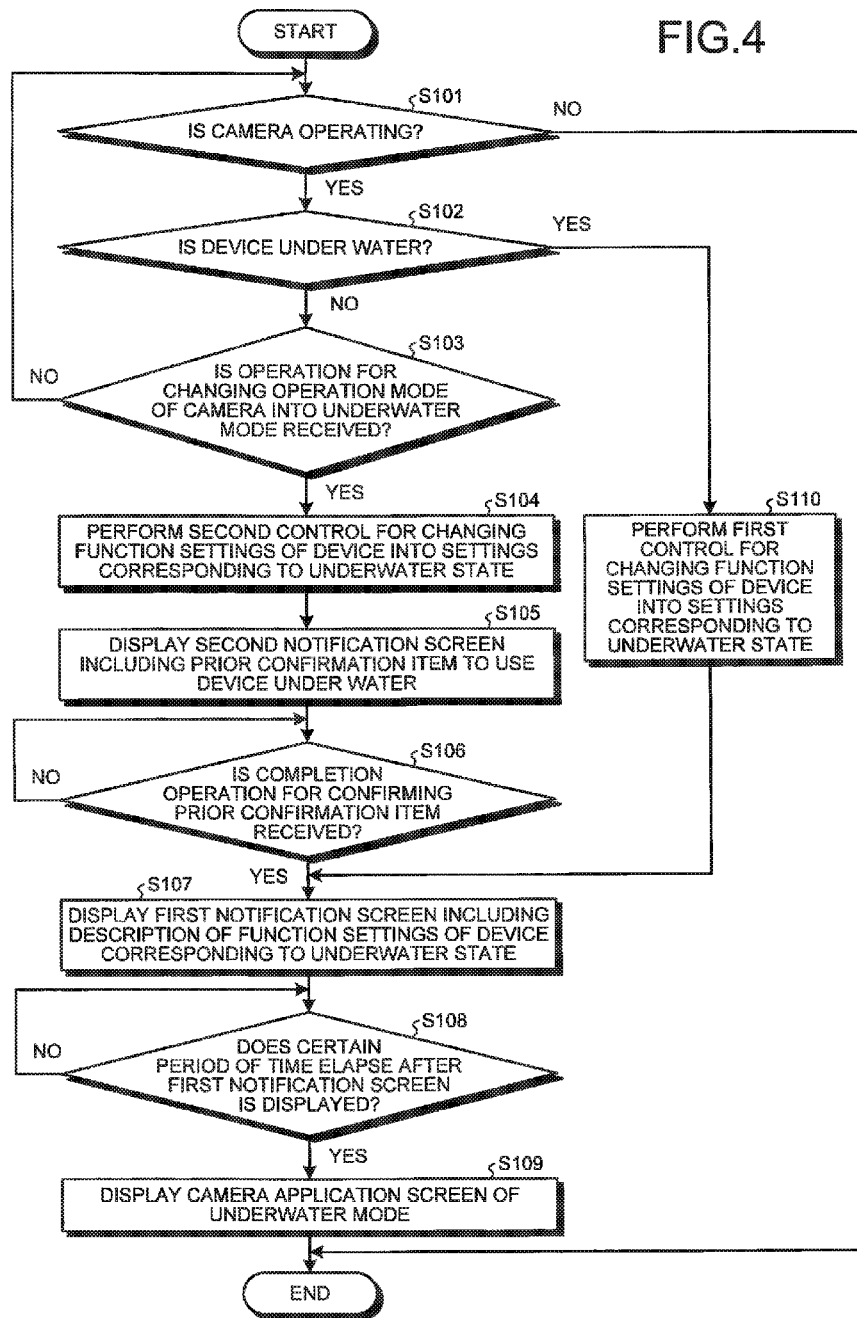 FIG.4
START
S101
IS CAMERA OPERATING?
NO
YES
S102
IS DEVICE UNDER WATER?
YES
NO
S103
IS OPERATION FOR
CHANGING OPERATION MODE
OF CAMERA INTO UNDERWATER
MODE RECEIVED?
NO
YES
S104
PERFORM SECOND CONTROL FOR CHANGING
FUNCTION SETTINGS OF DEVICE INTO SETTINGS
CORRESPONDING TO UNDERWATER STATE
S110
PERFORM FIRST
CONTROL FOR
CHANGING FUNCTION
SETTINGS OF DEVICE
INTO SETTINGS
CORRESPONDING TO
UNDERWATER STATE
S105
DISPLAY SECOND NOTIFICATION SCREEN
INCLUDING PRIOR CONFIRMATION ITEM TO USE
DEVICE UNDER WATER
S106
NO
IS COMPLETION
OPERATION FOR CONFIRMING
PRIOR CONFIRMATION ITEM
RECEIVED?
YES
S107
DISPLAY FIRST NOTIFICATION SCREEN INCLUDING
DESCRIPTION OF FUNCTION SETTINGS OF DEVICE
CORRESPONDING TO UNDERWATER STATE
S108
NO
DOES CERTAIN
PERIOD OF TIME ELAPSE AFTER
FIRST NOTIFICATION SCREEN
IS DISPLAYED?
YES
S109
DISPLAY CAMERA APPLICATION SCREEN OF
UNDERWATER MODE
END